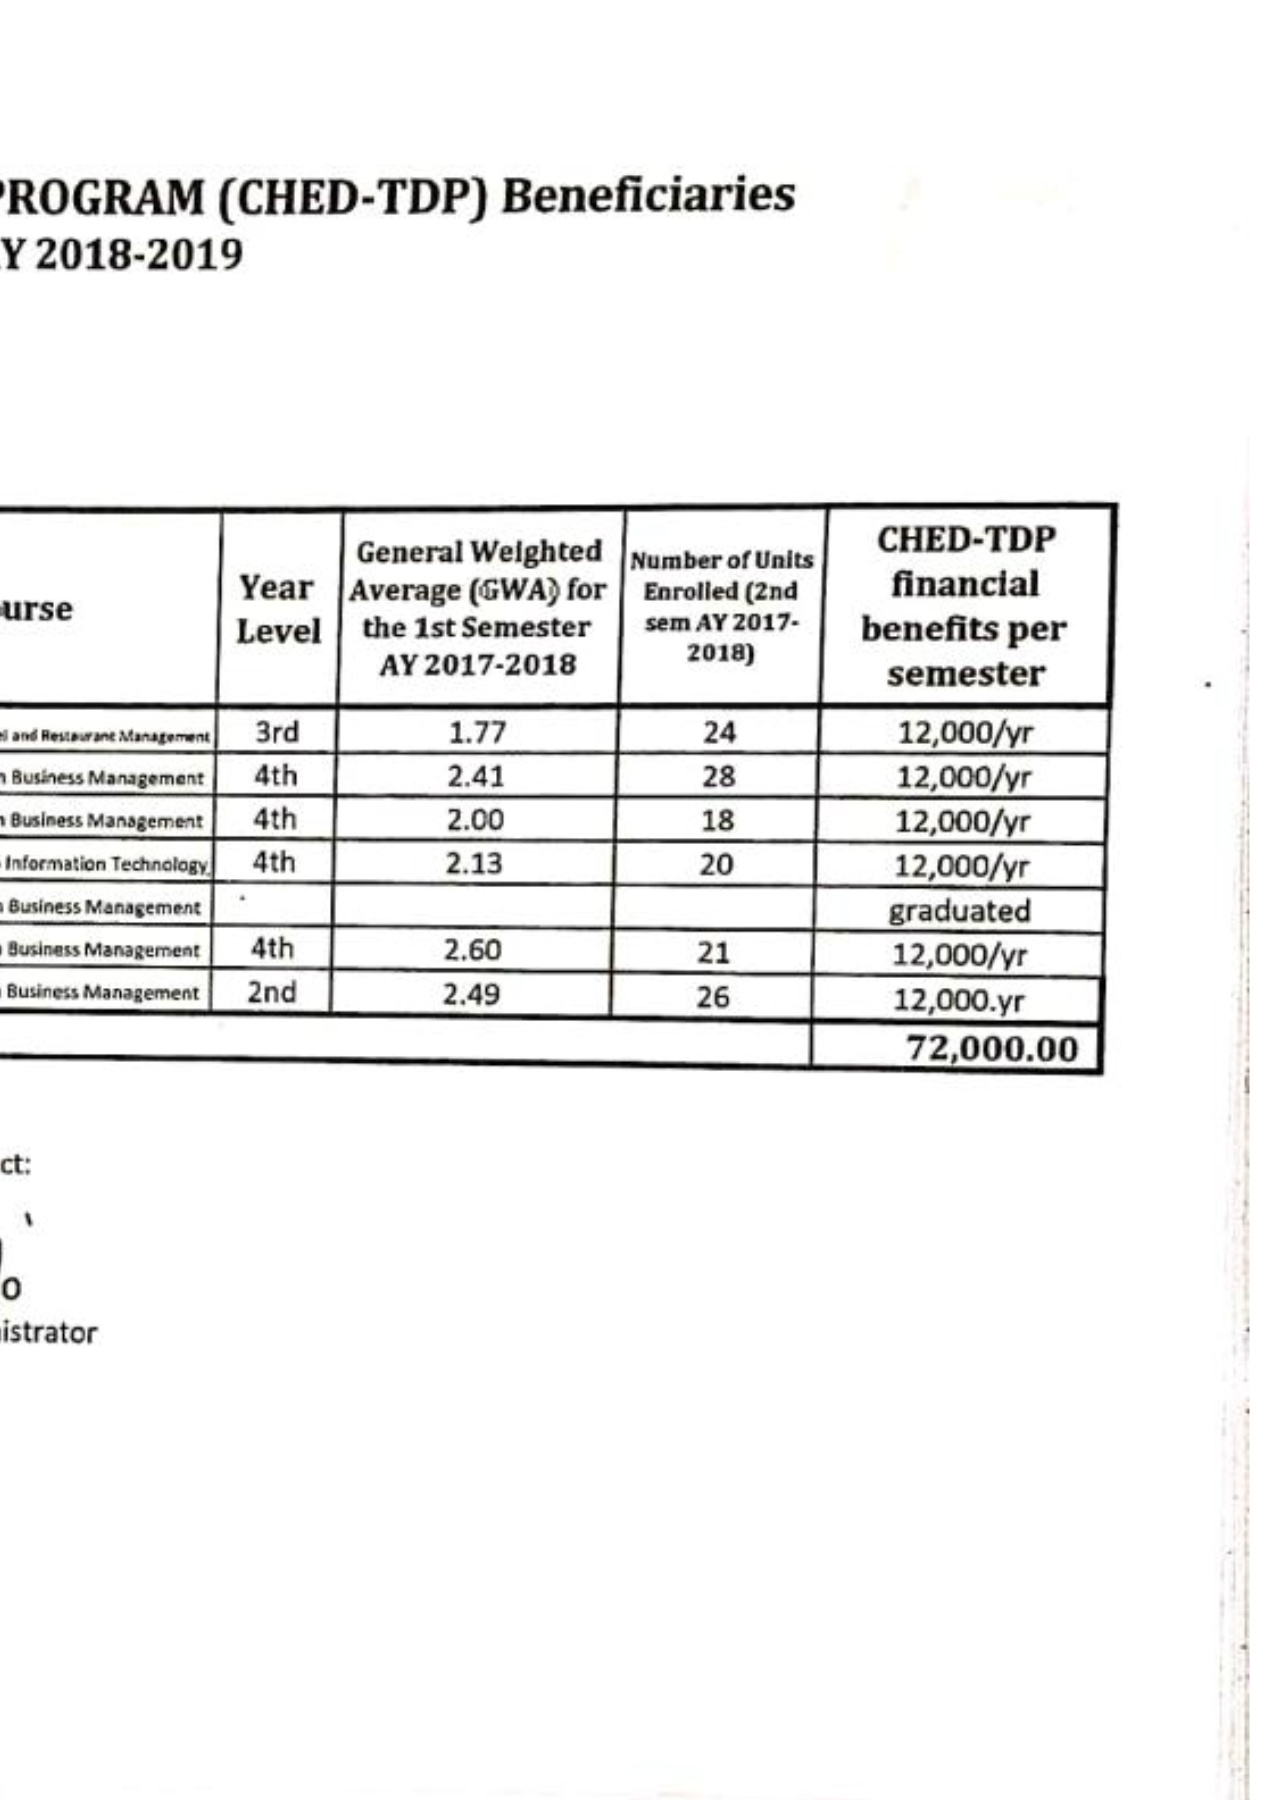 PROGRAM (CHED-TDP) Beneficiaries
AY 2018-2019
urse
Year Level
General Weighted Average (GWA) for the 1st Semester AY 2017-2018
Number of Units Enrolled (2nd sem AY 2017-2018)
CHED-TDP financial benefits per semester
and Restaurant Management 3rd 1.77 24 12,000/yr
Business Management 4th 2.41 28 12,000/yr
Business Management 4th 2.00 18 12,000/yr
Information Technology 4th 2.13 20 12,000/yr
Business Management graduated
Business Management 4th 2.60 21 12,000/yr
Business Management 2nd 2.49 26 12,000.yr
72,000.00
ct:
o
istrator